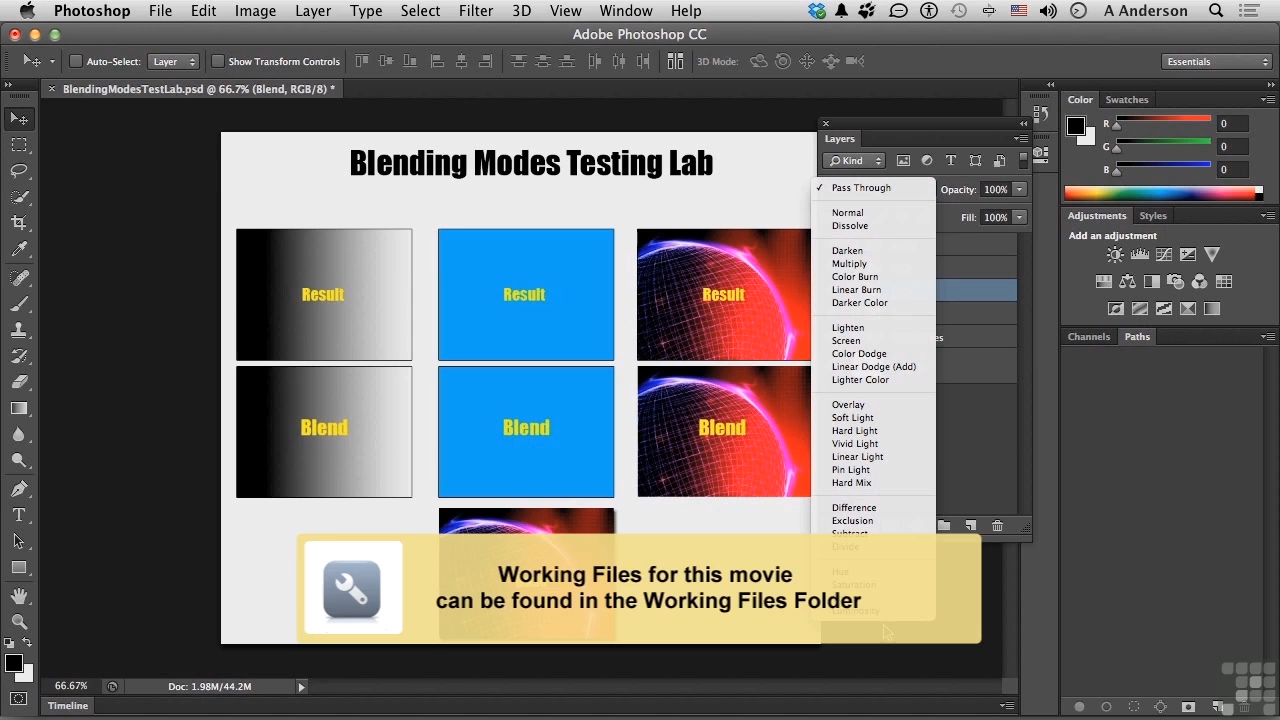 Photoshop File Edit Image Layer Type Select Filter 3D View Window Help A Anderson
Adobe Photoshop CC
Auto-Select: Layer Show Transform Controls 3D Mode: Essentials
BlendingModesTestLab.psd @ 66.7% (Blend, RGB/8) *
Blending Modes Testing Lab
Result Result Result
Blend Blend Blend
Layers
Kind
Opacity: 100%
Fill: 100%
Pass Through
Normal
Dissolve
Darken
Multiply
Color Burn
Linear Burn
Darker Color
Lighten
Screen
Color Dodge
Linear Dodge (Add)
Lighter Color
Overlay
Soft Light
Hard Light
Vivid Light
Linear Light
Pin Light
Hard Mix
Difference
Exclusion
Subtract
Divide
Hue
Saturation
Luminosity
Working Files for this movie
can be found in the Working Files Folder
Color Swatches
R 0
G 0
B 0
Adjustments Styles
Add an adjustment
Channels Paths
66.67% Doc: 1.98M/44.2M
Timeline